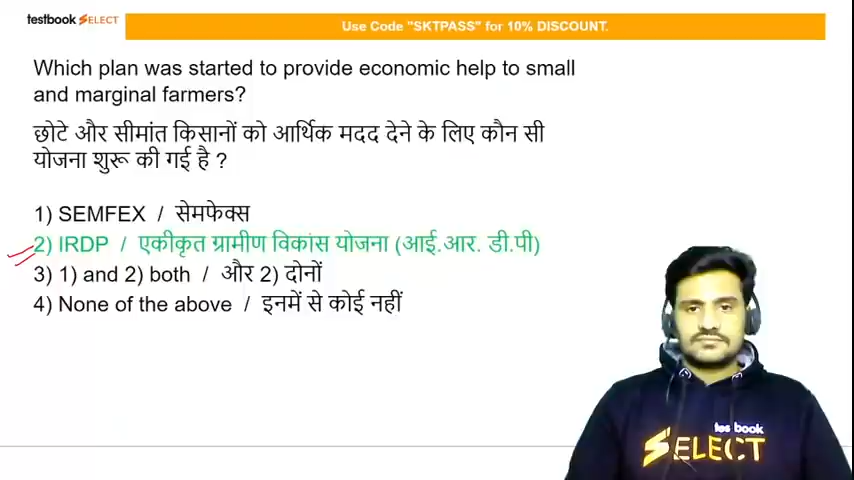 testbook SELECT
Use Code "SKTPASS" for 10% DISCOUNT.
Which plan was started to provide economic help to small
and marginal farmers?
छोटे और सीमांत किसानों को आर्थिक मदद देने के लिए कौन सी
योजना शुरू की गई है ?
1) SEMFEX / सेमफेक्स
2) IRDP / एकीकृत ग्रामीण विकांस योजना (आई.आर. डी.पी)
3) 1) and 2) both / और 2) दोनों
4) None of the above / इनमें से कोई नहीं
testbook
SELECT